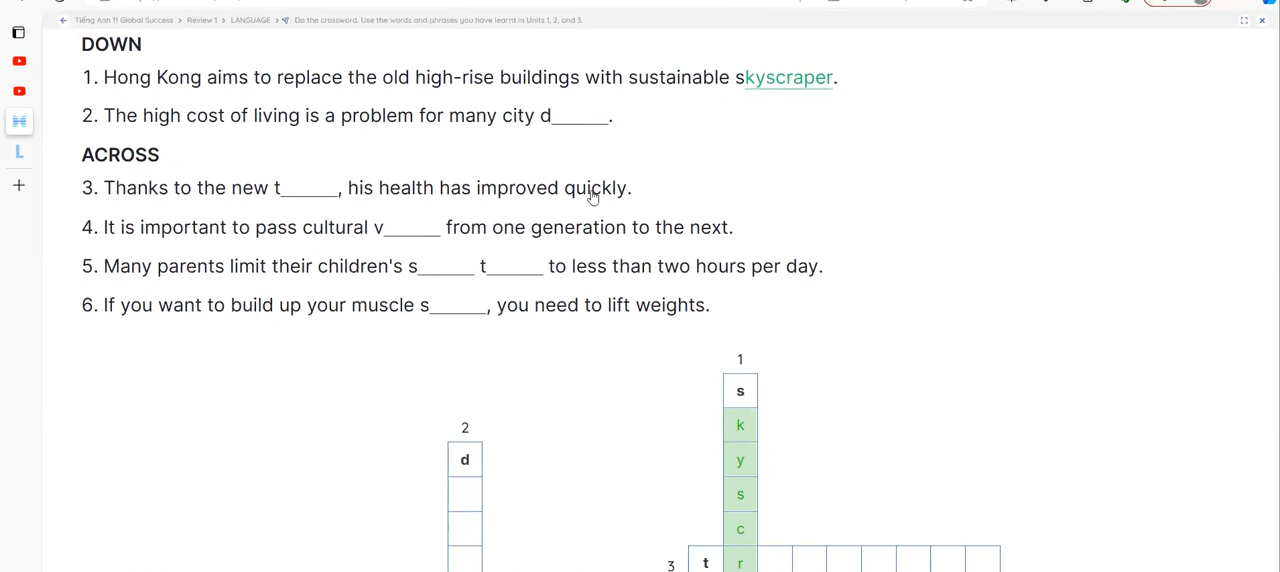 Tiếng Anh 11 Global Success > Review 1 > LANGUAGE > Do the crossword. Use the words and phrases you have learnt in Units 1, 2, and 3.
DOWN
1. Hong Kong aims to replace the old high-rise buildings with sustainable skyscraper.
2. The high cost of living is a problem for many city d______.
ACROSS
3. Thanks to the new t______, his health has improved quickly.
4. It is important to pass cultural v______ from one generation to the next.
5. Many parents limit their children's s______ t______ to less than two hours per day.
6. If you want to build up your muscle s______, you need to lift weights.
1
s
k
2
d
y
s
c
3 t r
L